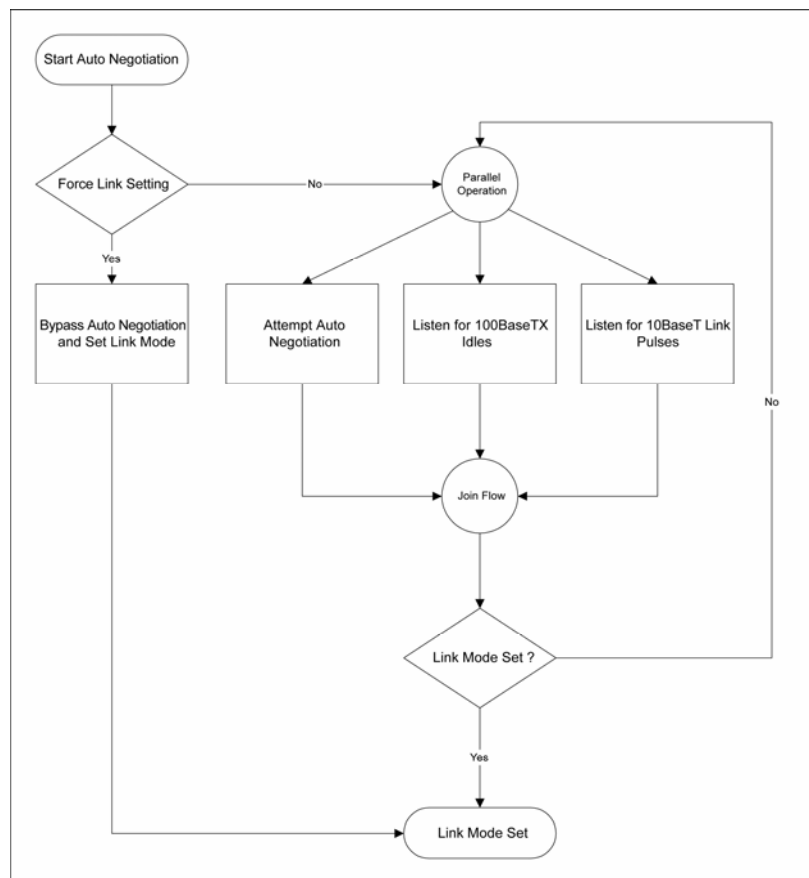 Start Auto Negotiation
Force Link Setting
No
Parallel
Operation
Yes
Bypass Auto Negotiation
and Set Link Mode
Attempt Auto
Negotiation
Listen for 100BaseTX
Idles
Listen for 10BaseT Link
Pulses
No
Join Flow
Link Mode Set ?
Yes
Link Mode Set